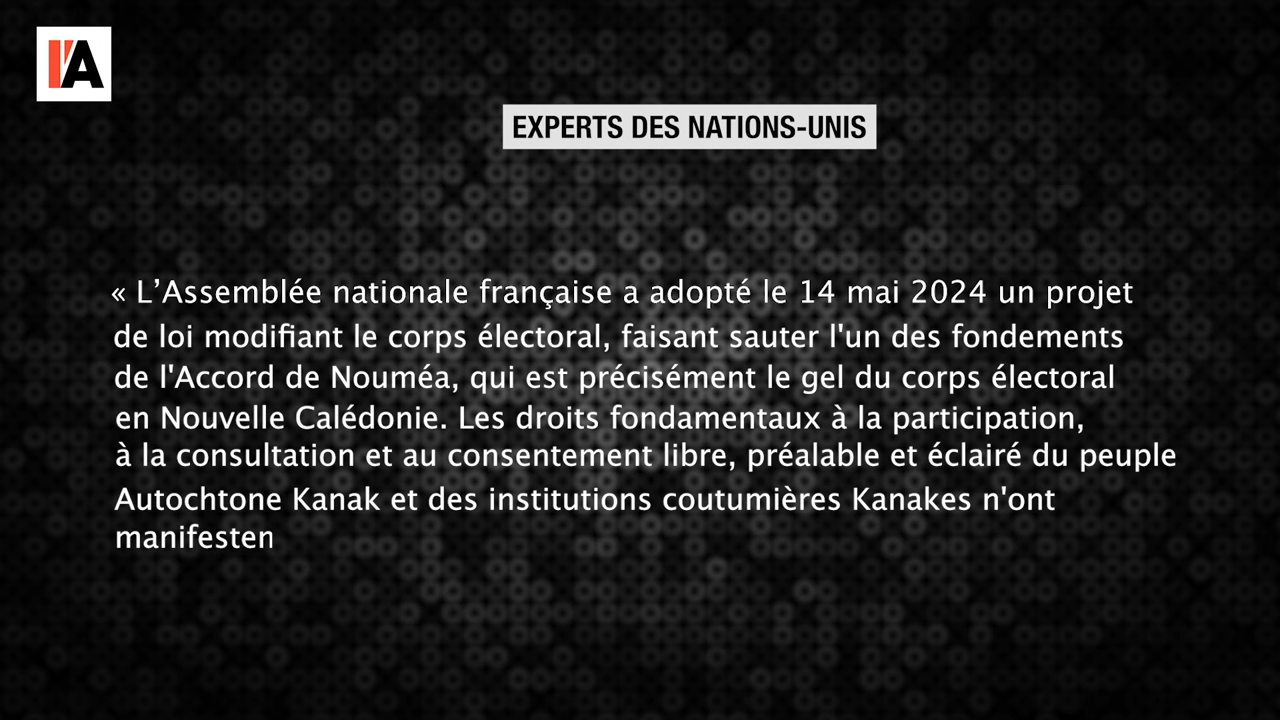 l'A
EXPERTS DES NATIONS-UNIS
« L’Assemblée nationale française a adopté le 14 mai 2024 un projet
de loi modifiant le corps électoral, faisant sauter l'un des fondements
de l'Accord de Nouméa, qui est précisément le gel du corps électoral
en Nouvelle Calédonie. Les droits fondamentaux à la participation,
à la consultation et au consentement libre, préalable et éclairé du peuple
Autochtone Kanak et des institutions coutumières Kanakes n'ont
manifesten